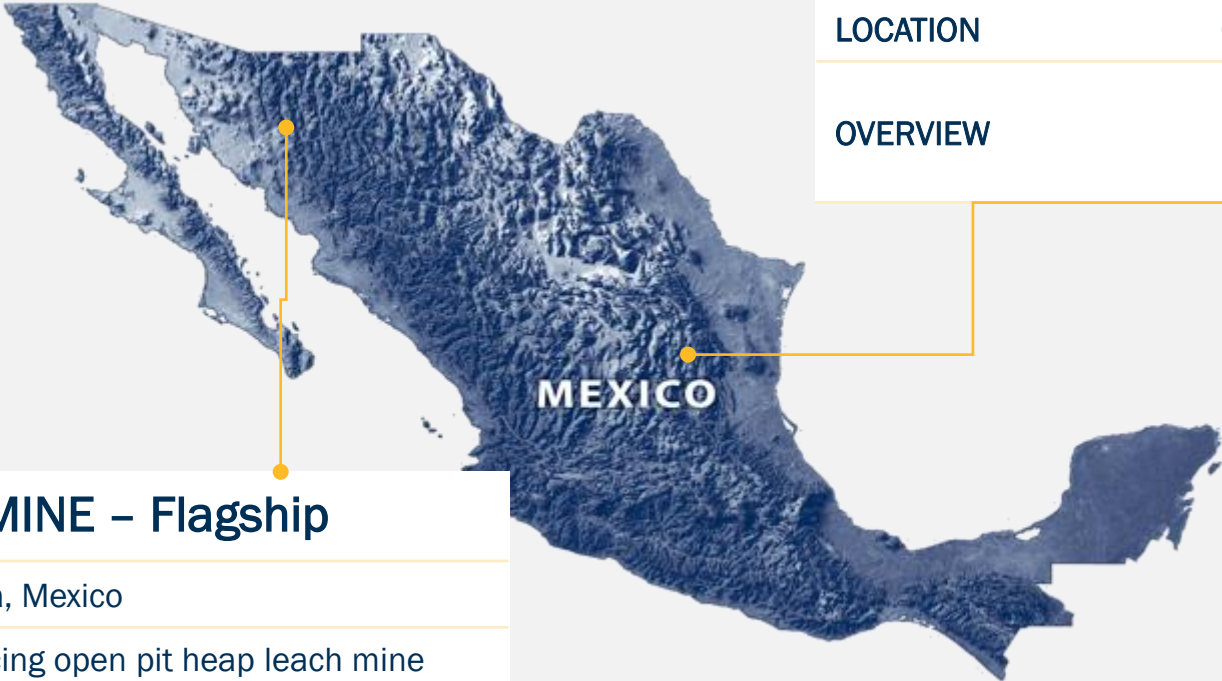 LOCATION
OVERVIEW
MEXICO
MINE – Flagship
, Mexico
ing open pit heap leach mine